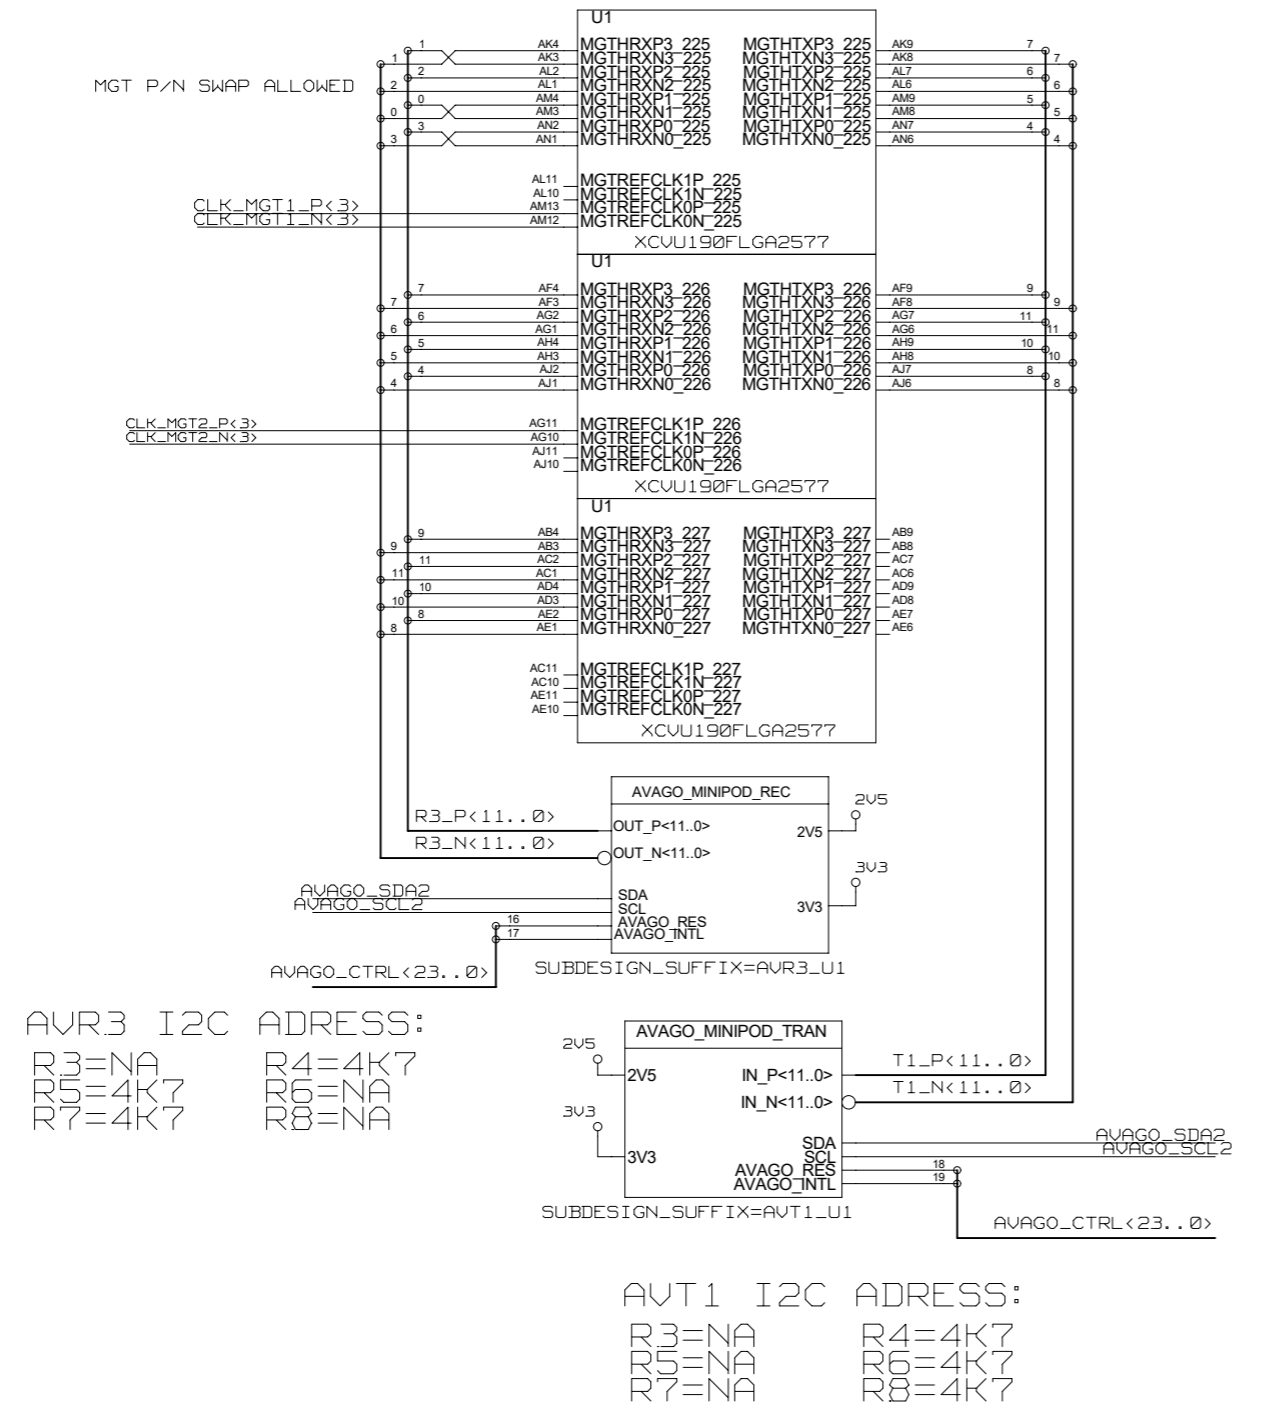 U1
1 AK4 MGTHRXP3_225 MGTHTXP3_225 AK9 7
1 AK3 MGTHRXN3_225 MGTHTXN3_225 AK8 7
2 AL2 MGTHRXP2_225 MGTHTXP2_225 AL7 6
MGT P/N SWAP ALLOWED 2 AL1 MGTHRXN2_225 MGTHTXN2_225 AL6 6
0 AM4 MGTHRXP1_225 MGTHTXP1_225 AM9 5
0 AM3 MGTHRXN1_225 MGTHTXN1_225 AM8 5
3 AN2 MGTHRXP0_225 MGTHTXP0_225 AN7 4
3 AN1 MGTHRXN0_225 MGTHTXN0_225 AN6 4
AL11 MGTREFCLK1P_225
AL10 MGTREFCLK1N_225
CLK_MGT1_P<3> AM13 MGTREFCLK0P_225
CLK_MGT1_N<3> AM12 MGTREFCLK0N_225
XCVU190FLGA2577
U1
7 AF4 MGTHRXP3_226 MGTHTXP3_226 AF9 9
7 AF3 MGTHRXN3_226 MGTHTXN3_226 AF8 9
6 AG2 MGTHRXP2_226 MGTHTXP2_226 AG7 11
6 AG1 MGTHRXN2_226 MGTHTXN2_226 AG6 11
5 AH4 MGTHRXP1_226 MGTHTXP1_226 AH9 10
5 AH3 MGTHRXN1_226 MGTHTXN1_226 AH8 10
4 AJ2 MGTHRXP0_226 MGTHTXP0_226 AJ7 8
4 AJ1 MGTHRXN0_226 MGTHTXN0_226 AJ6 8
CLK_MGT2_P<3> AG11 MGTREFCLK1P_226
CLK_MGT2_N<3> AG10 MGTREFCLK1N_226
AJ11 MGTREFCLK0P_226
AJ10 MGTREFCLK0N_226
XCVU190FLGA2577
U1
9 AB4 MGTHRXP3_227 MGTHTXP3_227 AB9
9 AB3 MGTHRXN3_227 MGTHTXN3_227 AB8
11 AC2 MGTHRXP2_227 MGTHTXP2_227 AC7
11 AC1 MGTHRXN2_227 MGTHTXN2_227 AC6
10 AD4 MGTHRXP1_227 MGTHTXP1_227 AD9
10 AD3 MGTHRXN1_227 MGTHTXN1_227 AD8
8 AE2 MGTHRXP0_227 MGTHTXP0_227 AE7
8 AE1 MGTHRXN0_227 MGTHTXN0_227 AE6
AC11 MGTREFCLK1P_227
AC10 MGTREFCLK1N_227
AE11 MGTREFCLK0P_227
AE10 MGTREFCLK0N_227
XCVU190FLGA2577
AVAGO_MINIPOD_REC
2V5
R3_P<11..0> OUT_P<11..0> 2V5
R3_N<11..0> OUT_N<11..0>
3V3
AVAGO_SDA2 SDA
AVAGO_SCL2 SCL 3V3
16 AVAGO_RES
17 AVAGO_INTL
AVAGO_CTRL<23..0>
SUBDESIGN_SUFFIX=AVR3_U1
AVR3 I2C ADRESS:
R3=NA R4=4K7
R5=4K7 R6=NA
R7=4K7 R8=NA
AVAGO_MINIPOD_TRAN
2V5
2V5 IN_P<11..0> T1_P<11..0>
IN_N<11..0> T1_N<11..0>
3V3
SDA AVAGO_SDA2
3V3 SCL AVAGO_SCL2
AVAGO_RES 18
AVAGO_INTL 19
SUBDESIGN_SUFFIX=AVT1_U1
AVAGO_CTRL<23..0>
AVT1 I2C ADRESS:
R3=NA R4=4K7
R5=NA R6=4K7
R7=NA R8=4K7